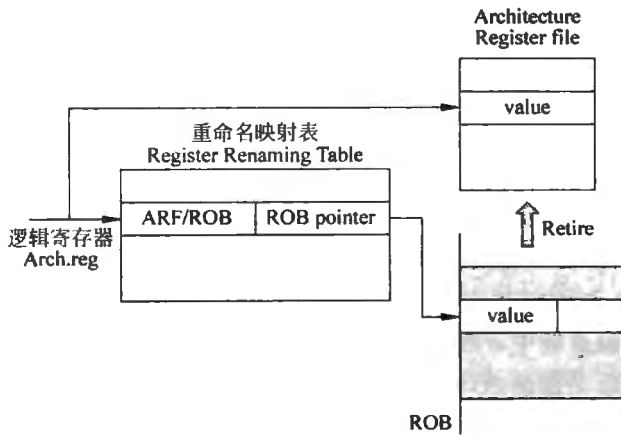 Architecture
Register file
value
重命名映射表
Register Renaming Table
ARF/ROB
ROB pointer
逻辑寄存器
Arch.reg
Retire
value
ROB